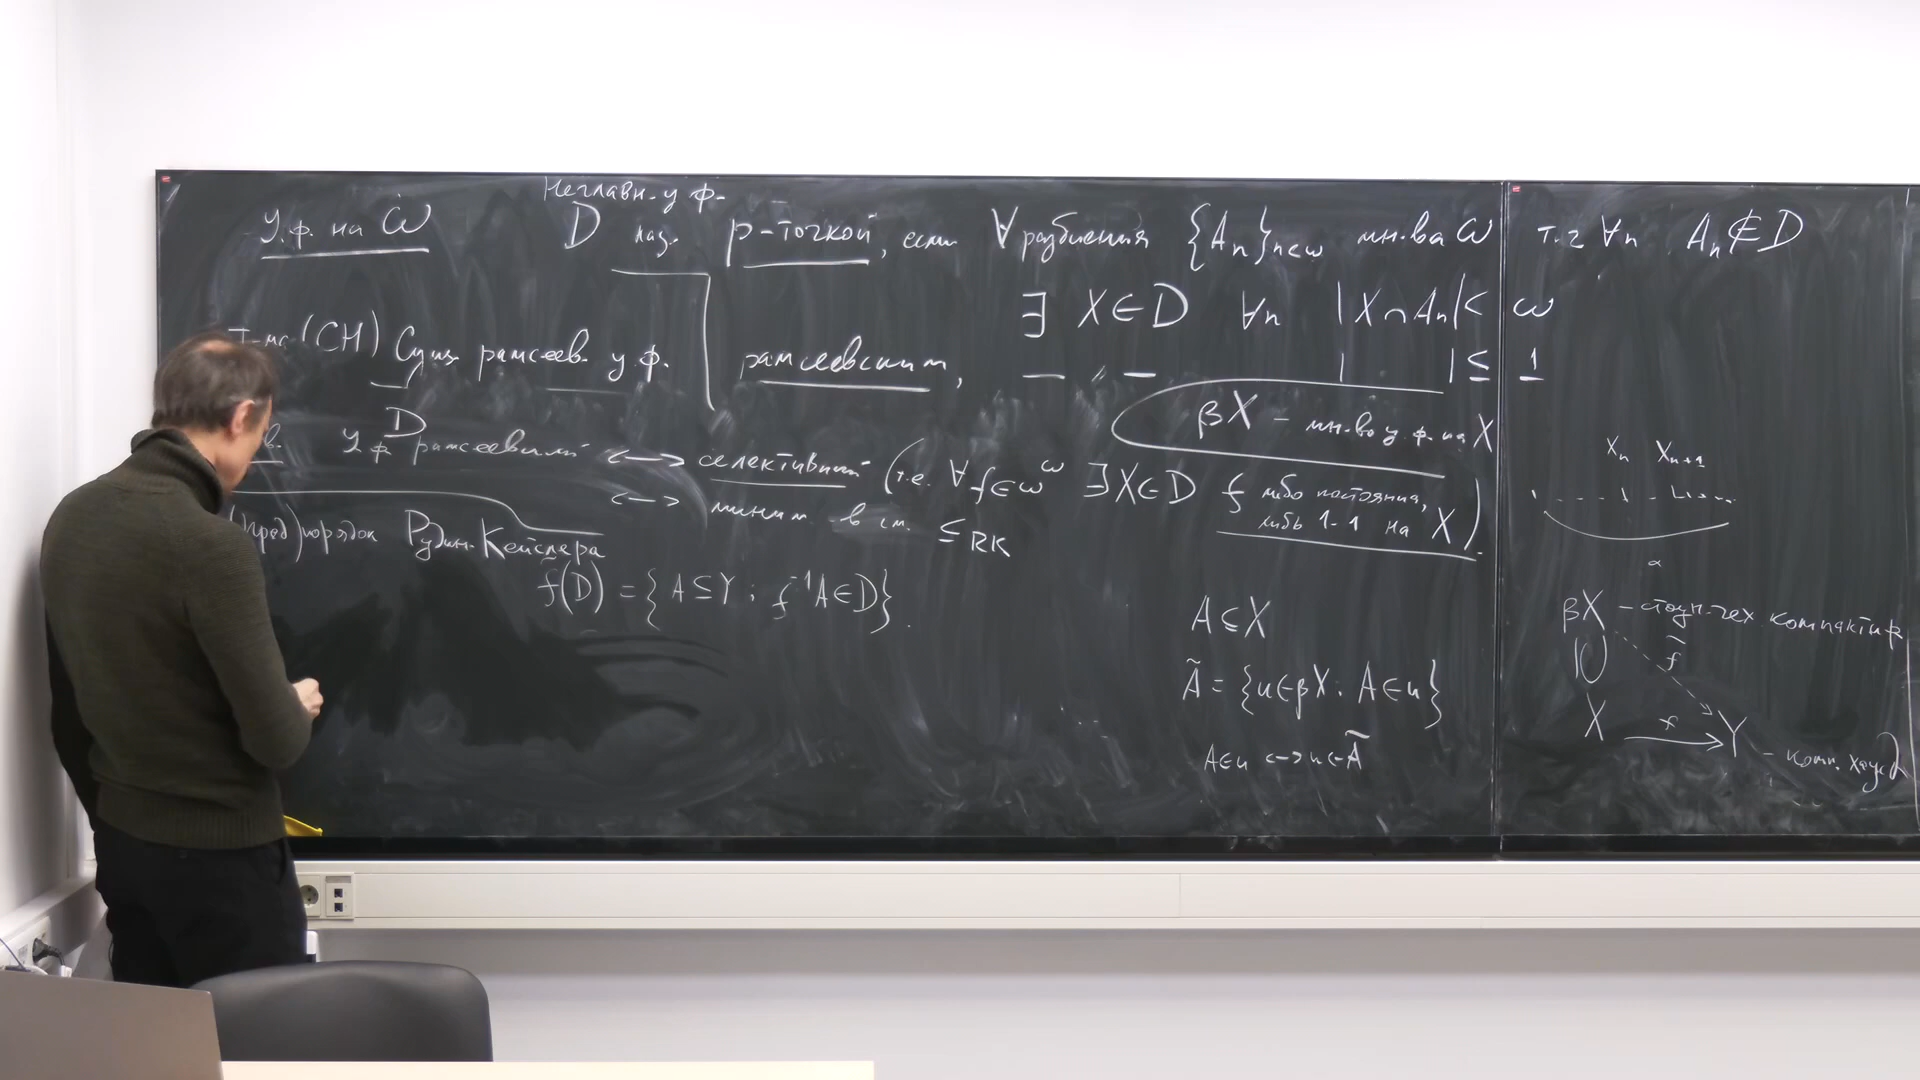 Неглавн. у.ф.
У.ф. на ω D наз. p-точкой, если ∀ разбиения {Aₙ}ₙ∈ω мн-ва ω т.ч. ∀n Aₙ∉D
∃ X∈D ∀n |X∩Aₙ| < ω
Т-ма (CH) Сущ. рамсеев. у.ф. рамсеевским, — „ — | | ≤ 1
βX – мн-во у.ф. на X
Xₙ Xₙ₊₁
у.ф. D рамсеевский ⟷ селективный (т.е. ∀f∈ω^ω ∃X∈D f либо постоянна,
либо 1-1 на X).
⟷ миним. в см. ≤RK
(пред)порядок Рудин-Кейслера
f̃(D) = {A⊆Y : f⁻¹A∈D}.
A⊆X
Ã = {u∈βX : A∈u}
A∈u ⟷ u∈Ã
βX – стоун-чех. компактиф
f̃
X f Y – комп. хаусд